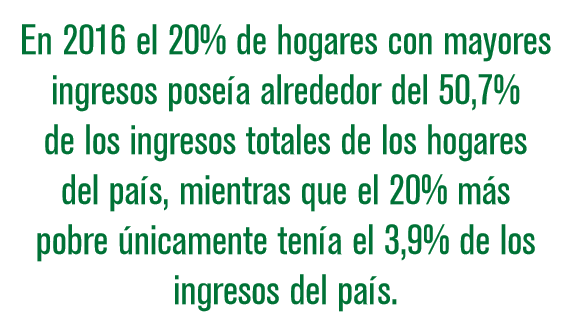 En 2016 el 20% de hogares con mayores
ingresos poseía alrededor del 50,7%
de los ingresos totales de los hogares
del país, mientras que el 20% más
pobre únicamente tenía el 3,9% de los
ingresos del país.